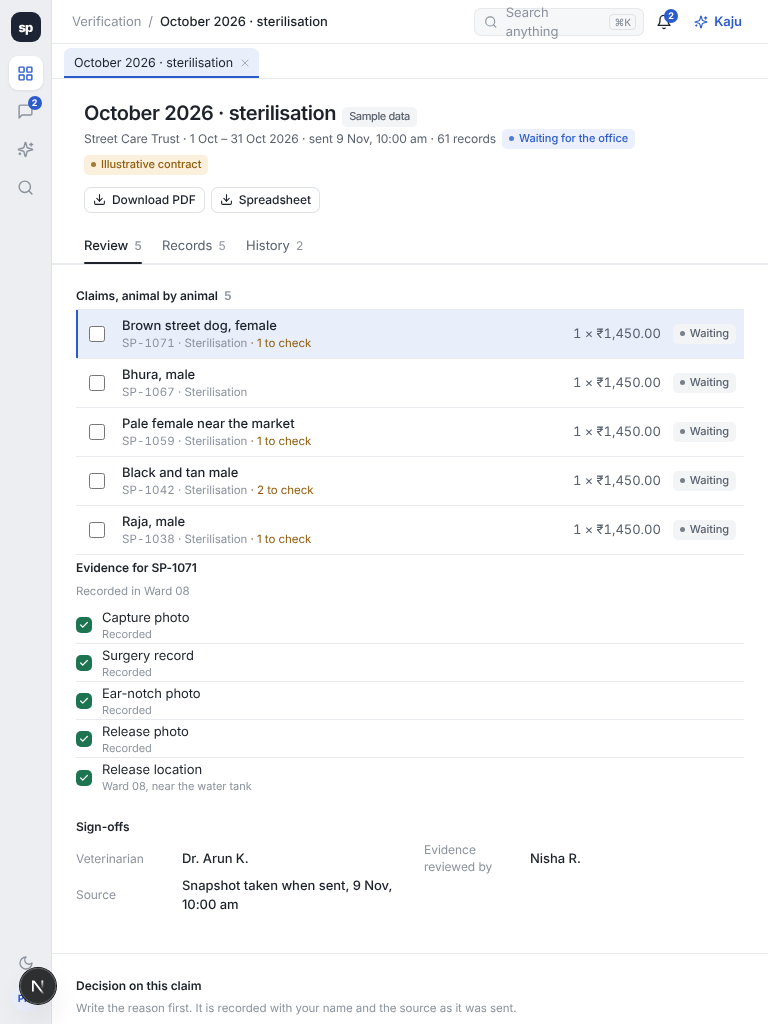 sp
Verification / October 2026 · sterilisation
Search anything
⌘K
2
Kaju
October 2026 · sterilisation ×
2
October 2026 · sterilisation Sample data
Street Care Trust · 1 Oct – 31 Oct 2026 · sent 9 Nov, 10:00 am · 61 records Waiting for the office
Illustrative contract
Download PDF Spreadsheet
Review 5 Records 5 History 2
Claims, animal by animal 5
Brown street dog, female
SP-1071 · Sterilisation · 1 to check
1 × ₹1,450.00 Waiting
Bhura, male
SP-1067 · Sterilisation
1 × ₹1,450.00 Waiting
Pale female near the market
SP-1059 · Sterilisation · 1 to check
1 × ₹1,450.00 Waiting
Black and tan male
SP-1042 · Sterilisation · 2 to check
1 × ₹1,450.00 Waiting
Raja, male
SP-1038 · Sterilisation · 1 to check
1 × ₹1,450.00 Waiting
Evidence for SP-1071
Recorded in Ward 08
Capture photo
Recorded
Surgery record
Recorded
Ear-notch photo
Recorded
Release photo
Recorded
Release location
Ward 08, near the water tank
Sign-offs
Veterinarian Dr. Arun K.
Evidence reviewed by Nisha R.
Source Snapshot taken when sent, 9 Nov, 10:00 am
N
Decision on this claim
Write the reason first. It is recorded with your name and the source as it was sent.